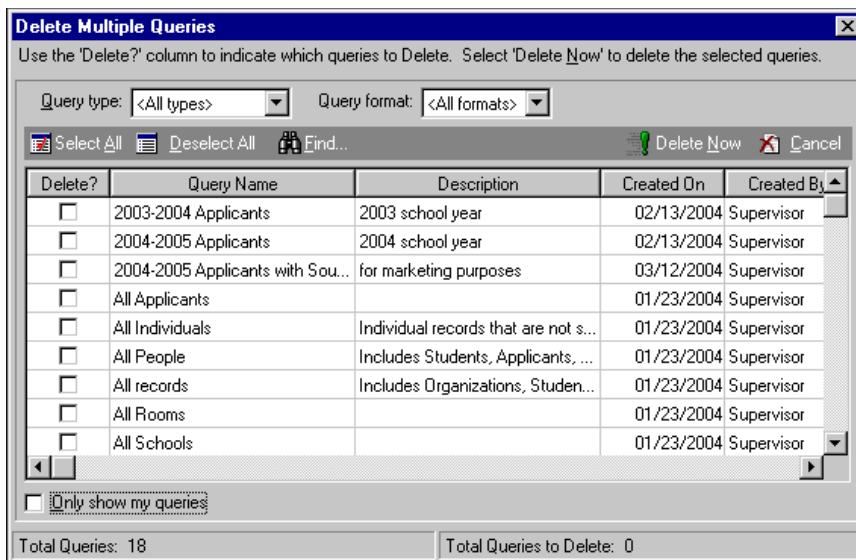 Delete Multiple Queries
Use the 'Delete?' column to indicate which queries to Delete. Select 'Delete Now' to delete the selected queries.
Query type: <All types> Query format: <All formats>
Select All Deselect All Find... Delete Now Cancel
Delete? Query Name Description Created On Created By
2003-2004 Applicants 2003 school year 02/13/2004 Supervisor
2004-2005 Applicants 2004 school year 02/13/2004 Supervisor
2004-2005 Applicants with Sou... for marketing purposes 03/12/2004 Supervisor
All Applicants 01/23/2004 Supervisor
All Individuals Individual records that are not s... 01/23/2004 Supervisor
All People Includes Students, Applicants, ... 01/23/2004 Supervisor
All records Includes Organizations, Studen... 01/23/2004 Supervisor
All Rooms 01/23/2004 Supervisor
All Schools 01/23/2004 Supervisor
Only show my queries
Total Queries: 18 Total Queries to Delete: 0